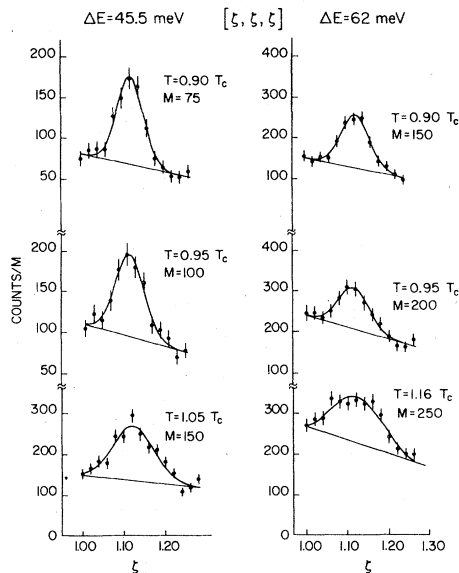 ΔE=45.5 meV [ζ, ζ, ζ] ΔE=62 meV
200
150
100
50
T=0.90 Tc
M=75
400
300
200
100
T=0.90 Tc
M=150
COUNTS/M
200
150
100
50
T=0.95 Tc
M=100
400
300
200
100
T=0.95 Tc
M=200
300
200
100
0
T=1.05 Tc
M=150
400
300
200
100
0
T=1.16 Tc
M=250
1.00 1.10 1.20
ζ
1.00 1.10 1.20 1.30
ζ